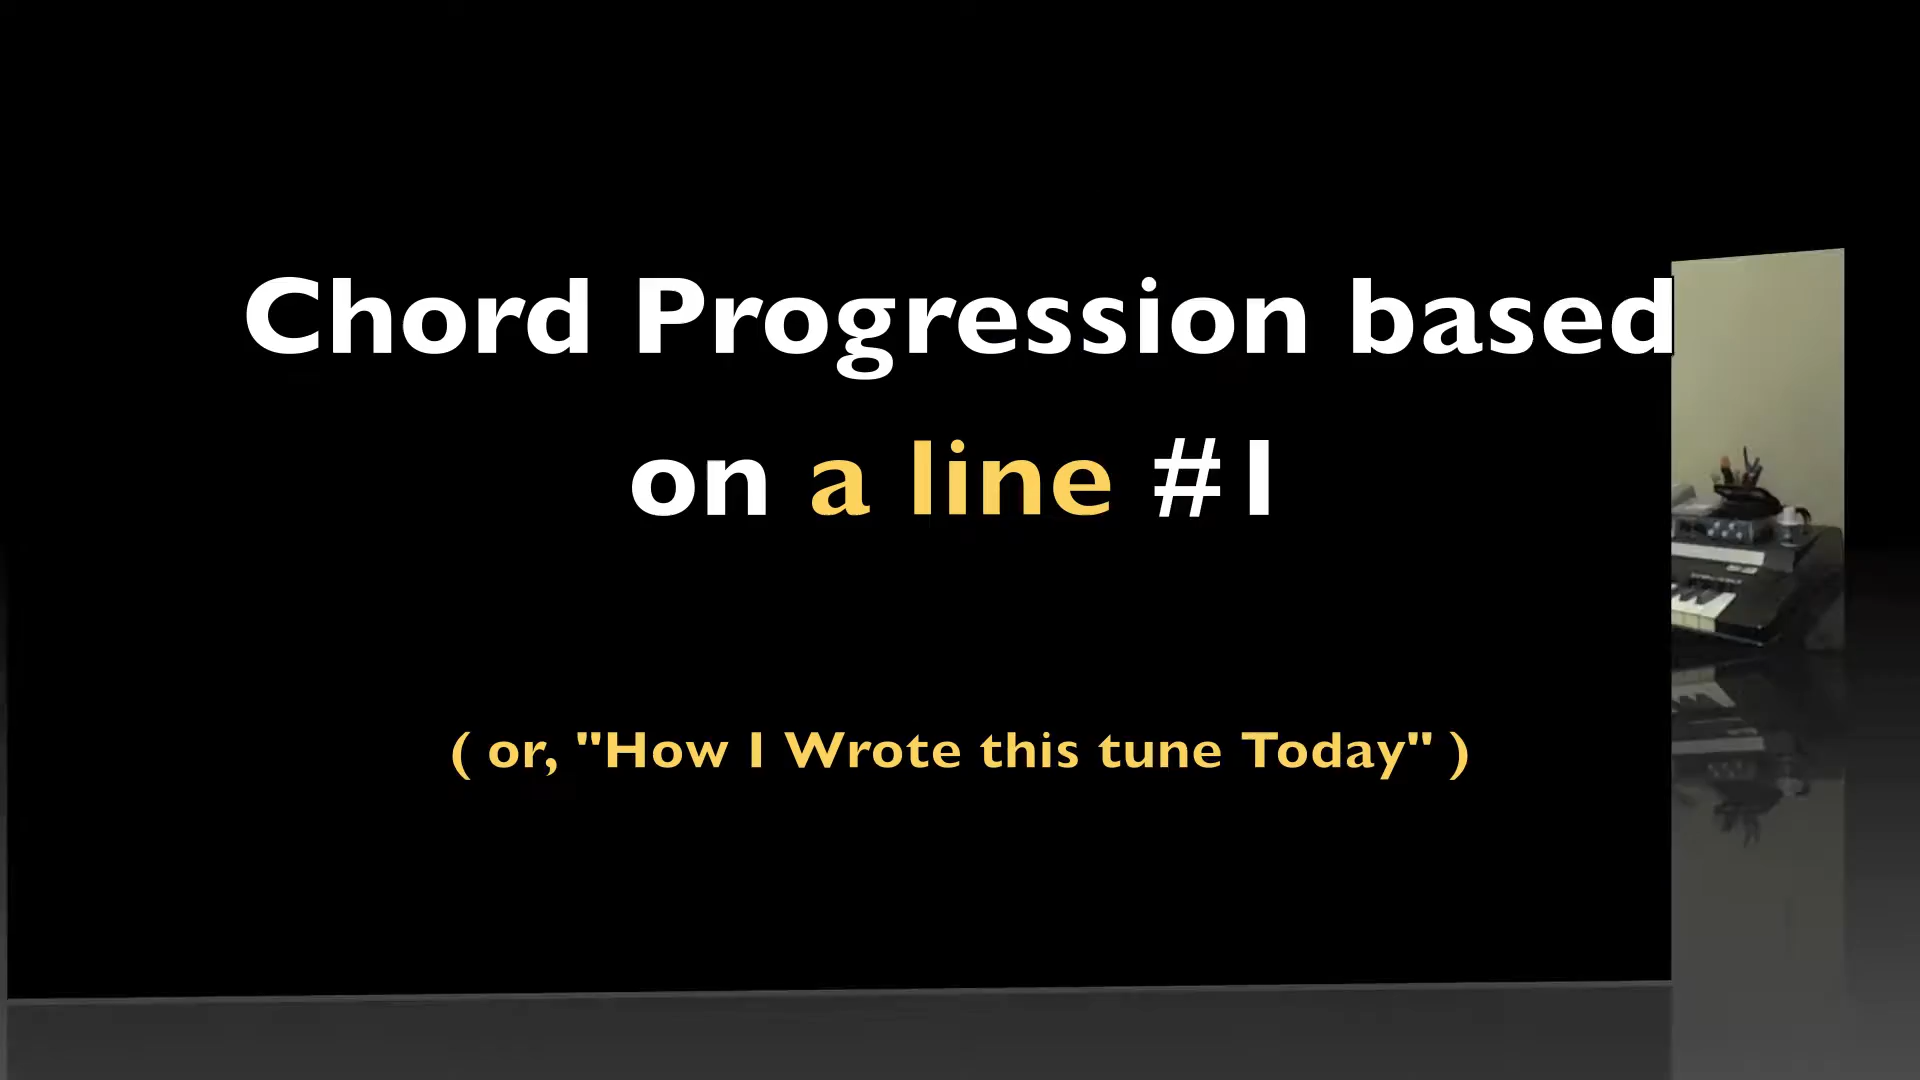 Chord Progression based
on a line #1
( or, "How I Wrote this tune Today" )